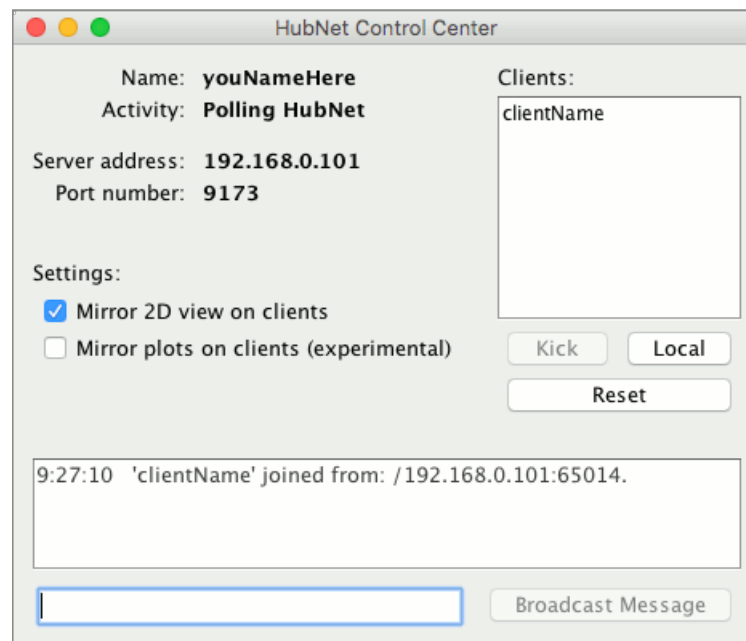 HubNet Control Center
Name: youNameHere
Activity: Polling HubNet
Server address: 192.168.0.101
Port number: 9173
Clients:
clientName
Settings:
Mirror 2D view on clients
Mirror plots on clients (experimental)
Kick
Local
Reset
9:27:10 'clientName' joined from: /192.168.0.101:65014.
Broadcast Message